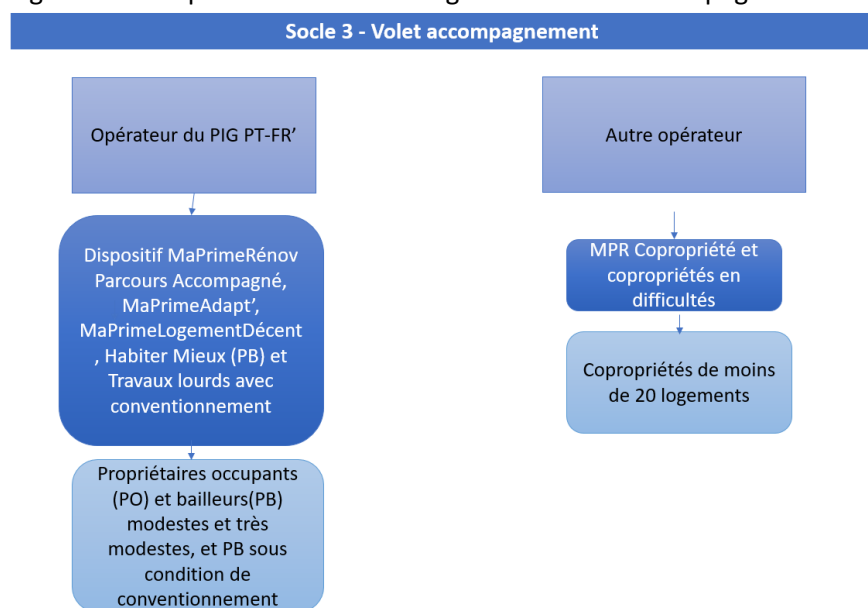 Socle 3 - Volet accompagnement
Opérateur du PIG PT-FR’
Autre opérateur
Dispositif MaPrimeRénov
Parcours Accompagné,
MaPrimeAdapt’,
MaPrimeLogementDécent
, Habiter Mieux (PB) et
Travaux lourds avec
conventionnement
MPR Copropriété et
copropriétés en
difficultés
Copropriétés de moins
de 20 logements
Propriétaires occupants
(PO) et bailleurs(PB)
modestes et très
modestes, et PB sous
condition de
conventionnement